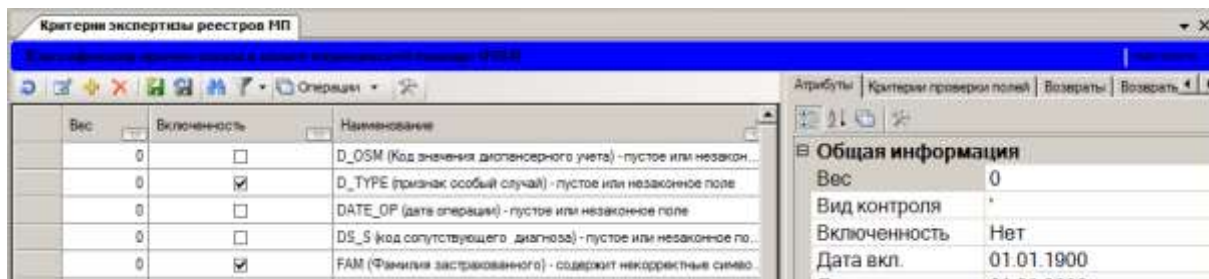 Критерии экспертизы реестров МП
Операции
Атрибуты Критерии проверки полей Возвраты Возврать
Вес Включенность Наименование
0 D_OSM (Код значения диспансерного учета) - пустое или незакон...
0 D_TYPE (признак особый случай) - пустое или незаконное поле
0 DATE_OP (дата операции) - пустое или незаконное поле
0 DS_S (код сопутствующего диагноза) - пустое или незаконное по...
0 FAM (Фамилия застрахованного) - содержит некорректные симво...
Общая информация
Вес 0
Вид контроля '
Включенность Нет
Дата вкл. 01.01.1900